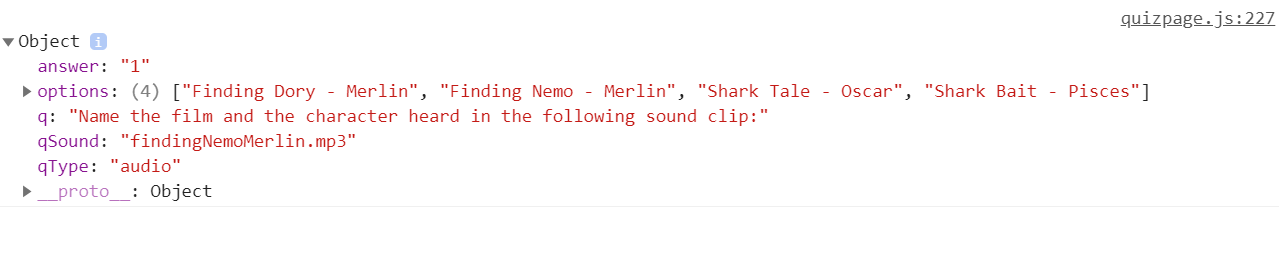 quizpage.js:227
▼Object i
answer: "1"
▶options: (4) ["Finding Dory - Merlin", "Finding Nemo - Merlin", "Shark Tale - Oscar", "Shark Bait - Pisces"]
q: "Name the film and the character heard in the following sound clip:"
qSound: "findingNemoMerlin.mp3"
qType: "audio"
▶__proto__: Object